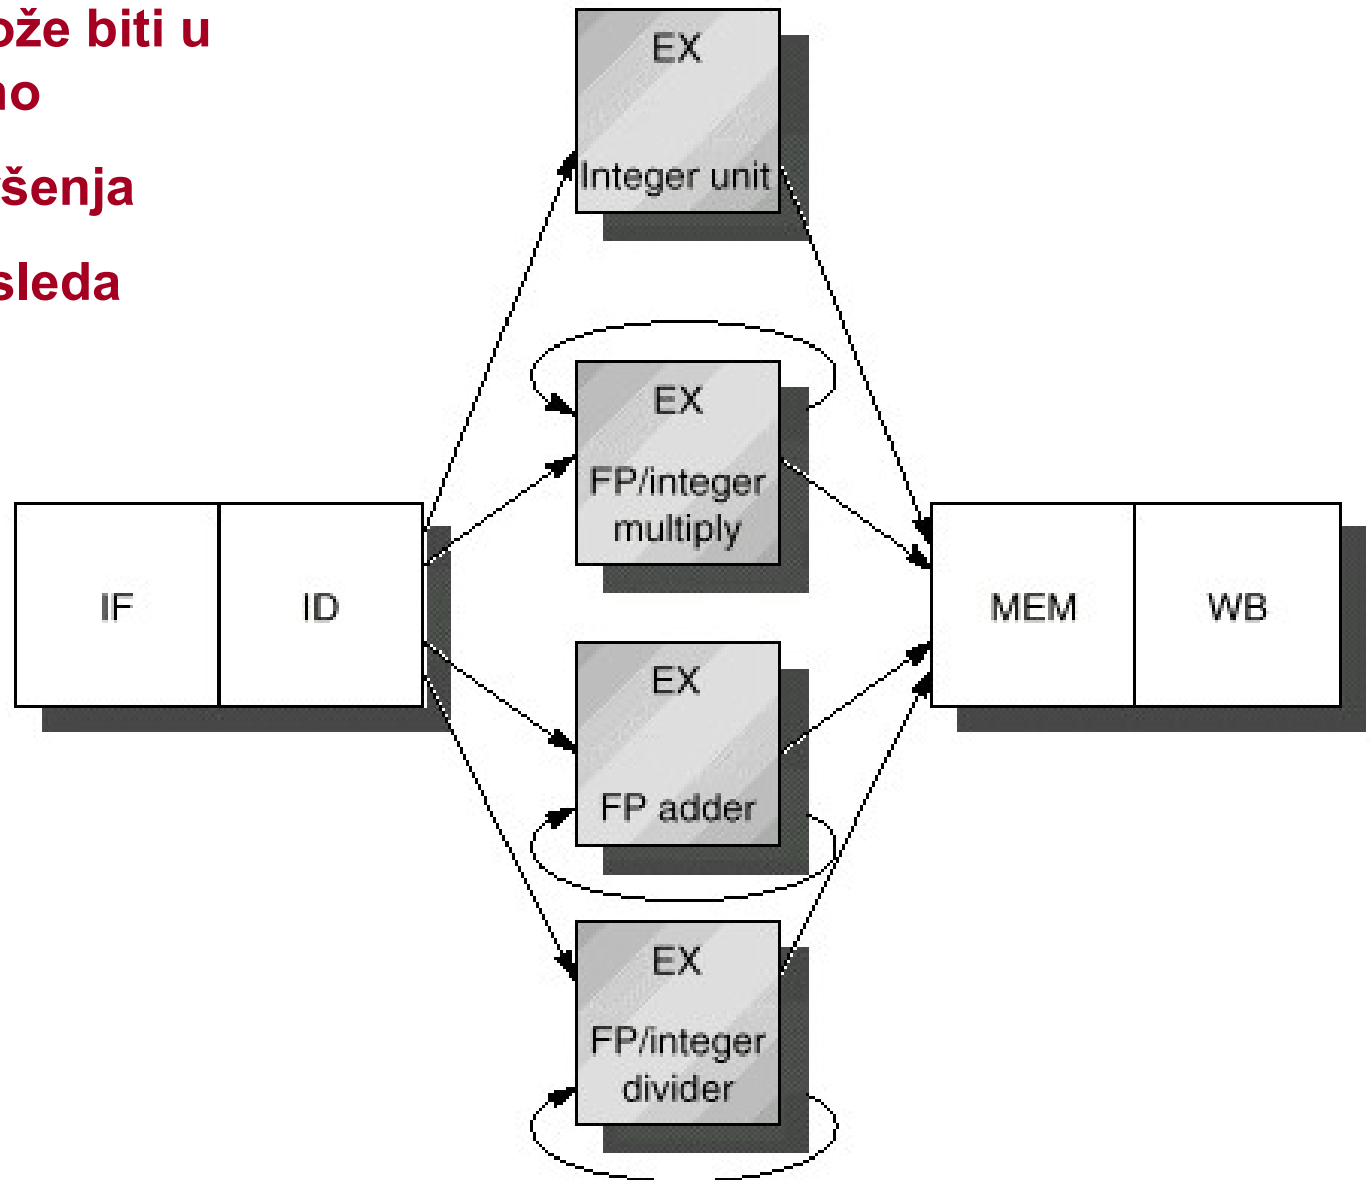 ože biti u
no
šenja
sleda
EX
Integer unit
EX
FP/integer
multiply
IF
ID
MEM
WB
EX
FP adder
EX
FP/integer
divider